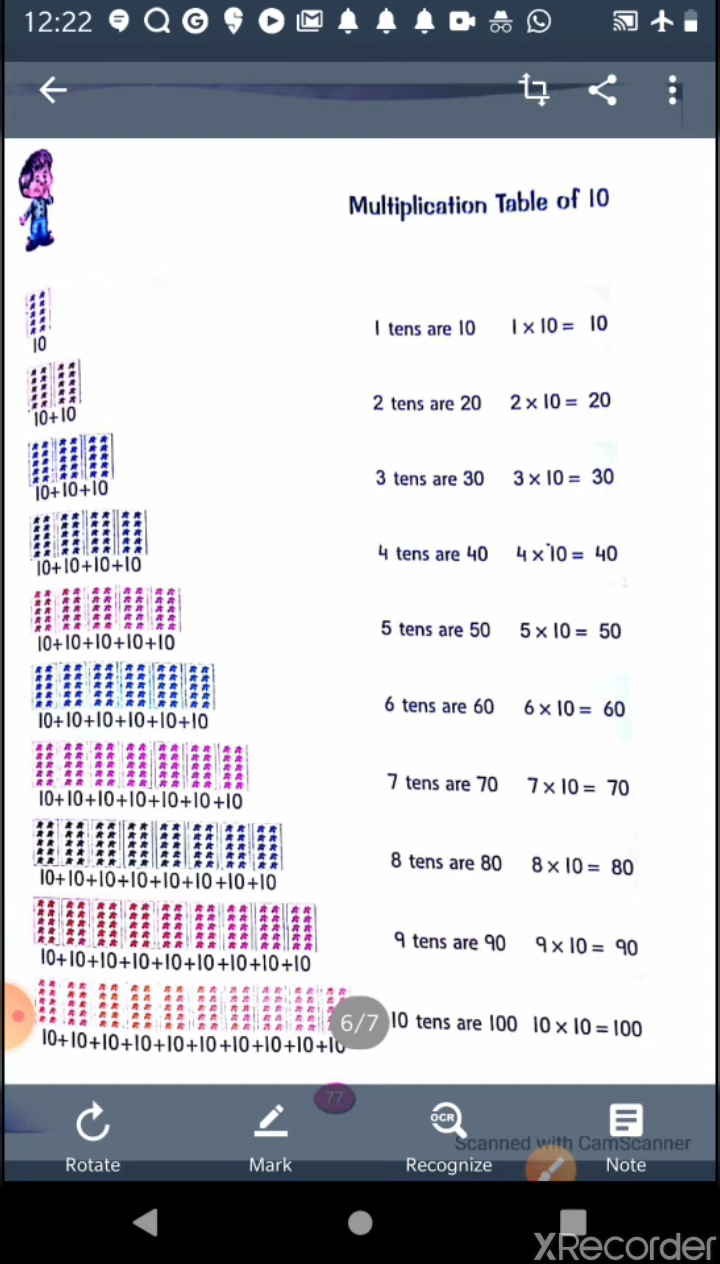 12:22
Multiplication Table of 10
10
1 tens are 10 1 × 10 = 10
10+10
2 tens are 20 2 × 10 = 20
10+10+10
3 tens are 30 3 × 10 = 30
10+10+10+10
4 tens are 40 4 × 10 = 40
10+10+10+10+10
5 tens are 50 5 × 10 = 50
10+10+10+10+10+10
6 tens are 60 6 × 10 = 60
10+10+10+10+10+10+10
7 tens are 70 7 × 10 = 70
10+10+10+10+10+10+10+10
8 tens are 80 8 × 10 = 80
10+10+10+10+10+10+10+10+10
9 tens are 90 9 × 10 = 90
10+10+10+10+10+10+10+10+10+10
6/7
10 tens are 100 10 × 10 = 100
77
OCR
Scanned with CamScanner
Rotate Mark Recognize Note
XRecorder